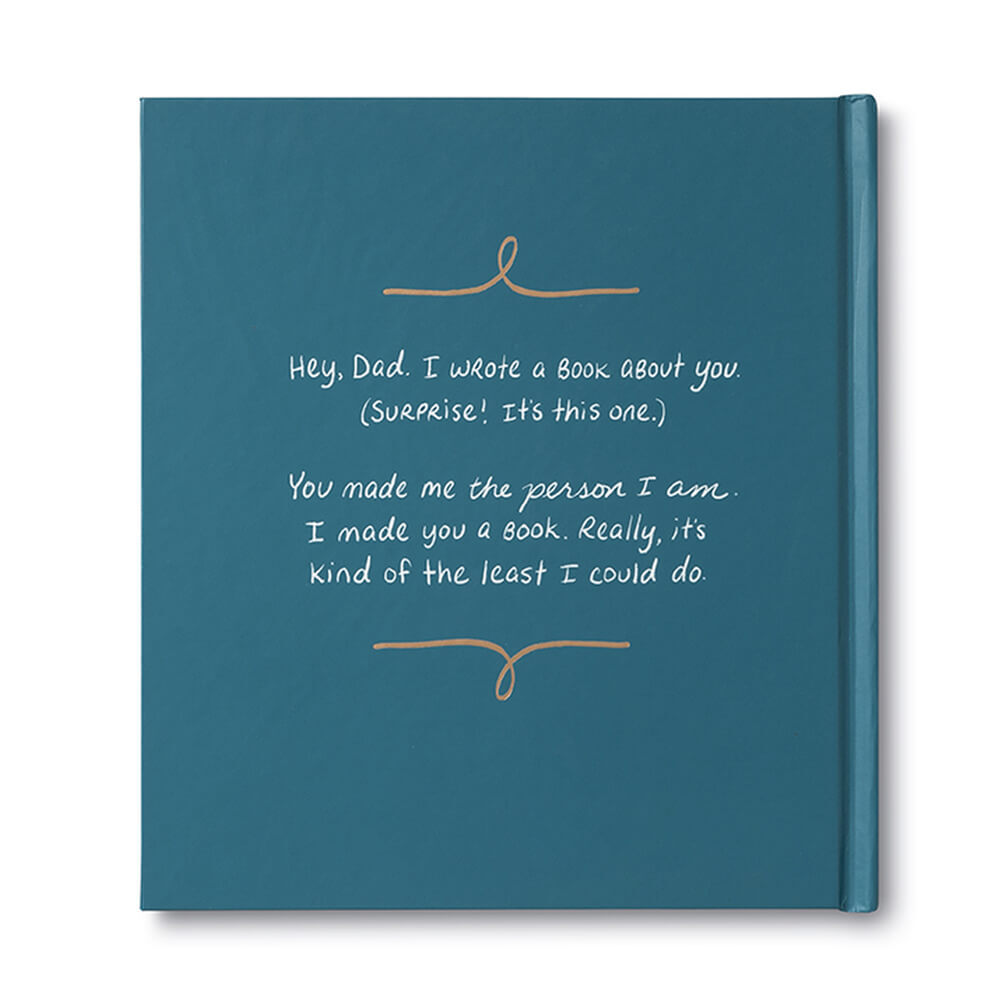 Hey, Dad. I wrote a book about you.
(Surprise! It's this one.)
You made me the person I am.
I made you a book. Really, it's
kind of the least I could do.